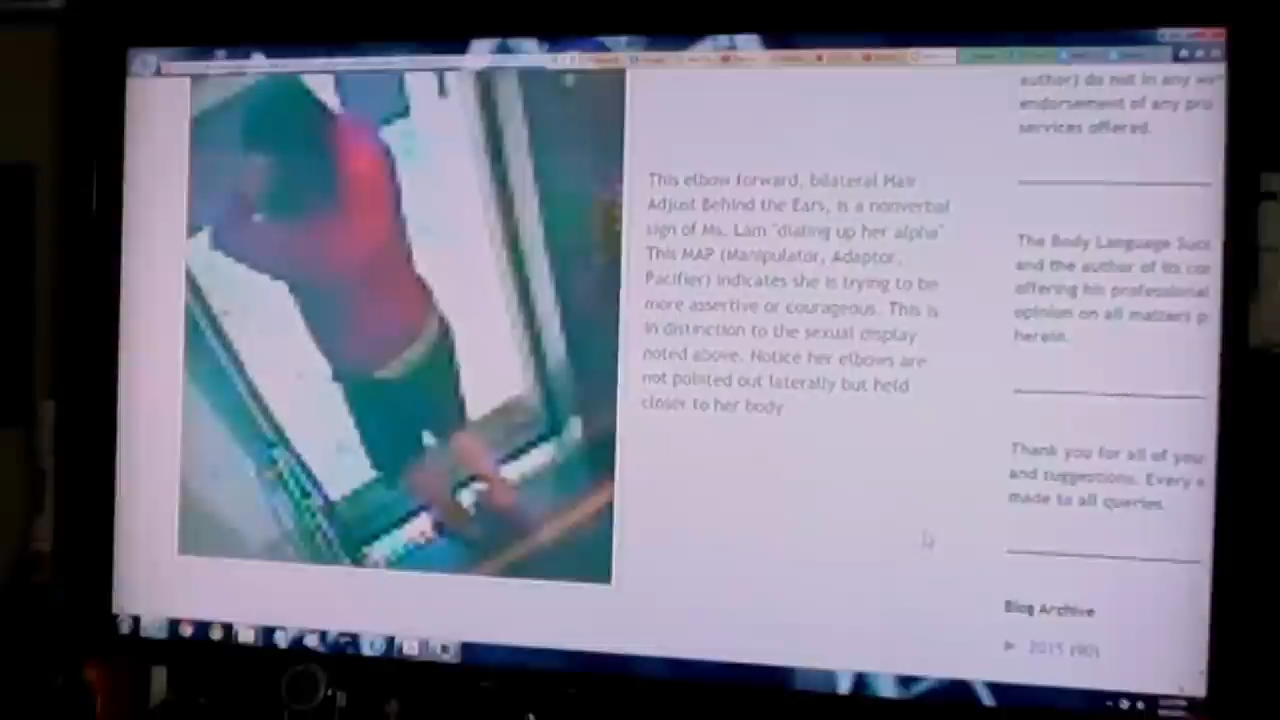 This elbow forward, bilateral Hair
Adjust Behind the Ears, is a nonverbal
sign of Ms. Lam "dialing up her alpha"
This MAP (Manipulator, Adaptor,
Pacifier) indicates she is trying to be
more assertive or courageous. This is
in distinction to the sexual display
noted above. Notice her elbows are
not pointed out laterally but held
closer to her body
author) do not in any
endorsement of any pro
services offered.
The Body Language Succ
and the author of its con
offering his professional
opinion on all matters p
herein.
Thank you for all of your
and suggestions. Every e
made to all queries.
Blog Archive
► 2015 (90)